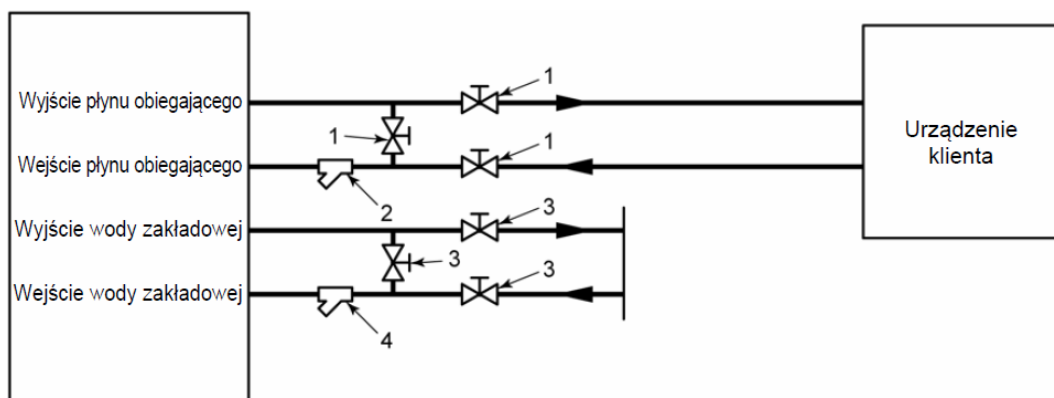 Wyjście płynu obiegającego
1
1
Wejście płynu obiegającego
1
2
Wyjście wody zakładowej
3
3
Wejście wody zakładowej
3
4
Urządzenie
klienta